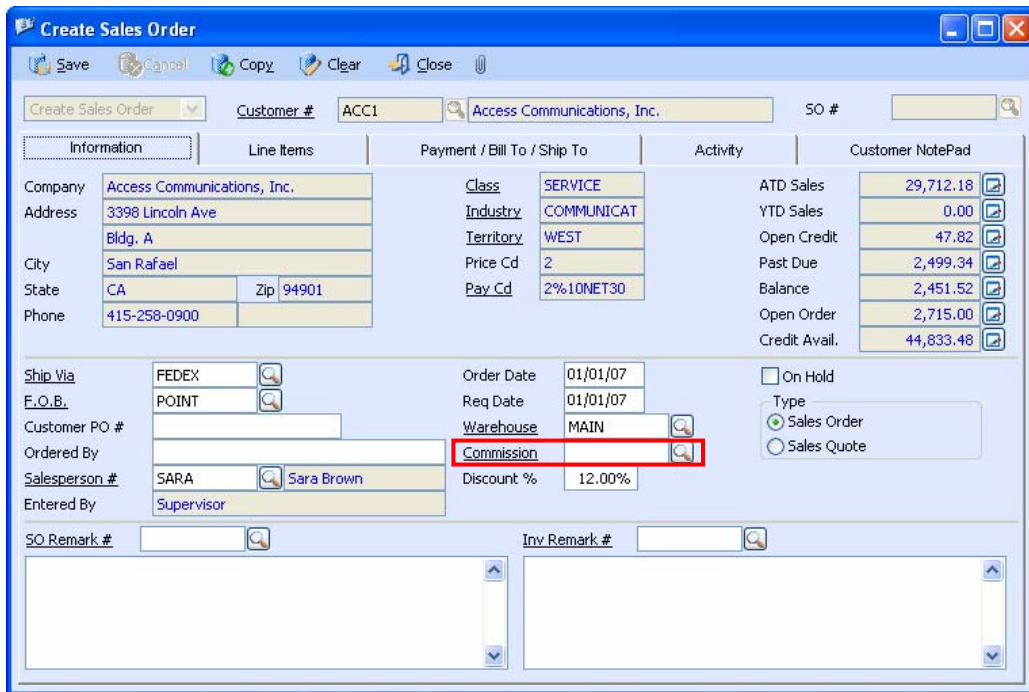 Create Sales Order
Save Cancel Copy Clear Close
Create Sales Order Customer # ACC1 Access Communications, Inc. SO #
Information Line Items Payment / Bill To / Ship To Activity Customer NotePad
Company Access Communications, Inc. Class SERVICE ATD Sales 29,712.18
Address 3398 Lincoln Ave Industry COMMUNICAT YTD Sales 0.00
Bldg. A Territory WEST Open Credit 47.82
City San Rafael Price Cd 2 Past Due 2,499.34
State CA Zip 94901 Pay Cd 2%10NET30 Balance 2,451.52
Phone 415-258-0900 Open Order 2,715.00
Credit Avail. 44,833.48
Ship Via FEDEX Order Date 01/01/07 On Hold
F.O.B. POINT Req Date 01/01/07 Type
Customer PO # Warehouse MAIN Sales Order
Ordered By Commission Sales Quote
Salesperson # SARA Sara Brown Discount % 12.00%
Entered By Supervisor
SO Remark # Inv Remark #